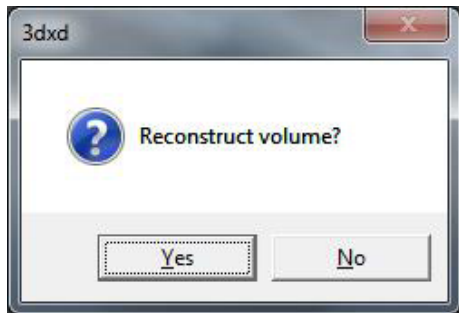 3dxd
Reconstruct volume?
Yes
No